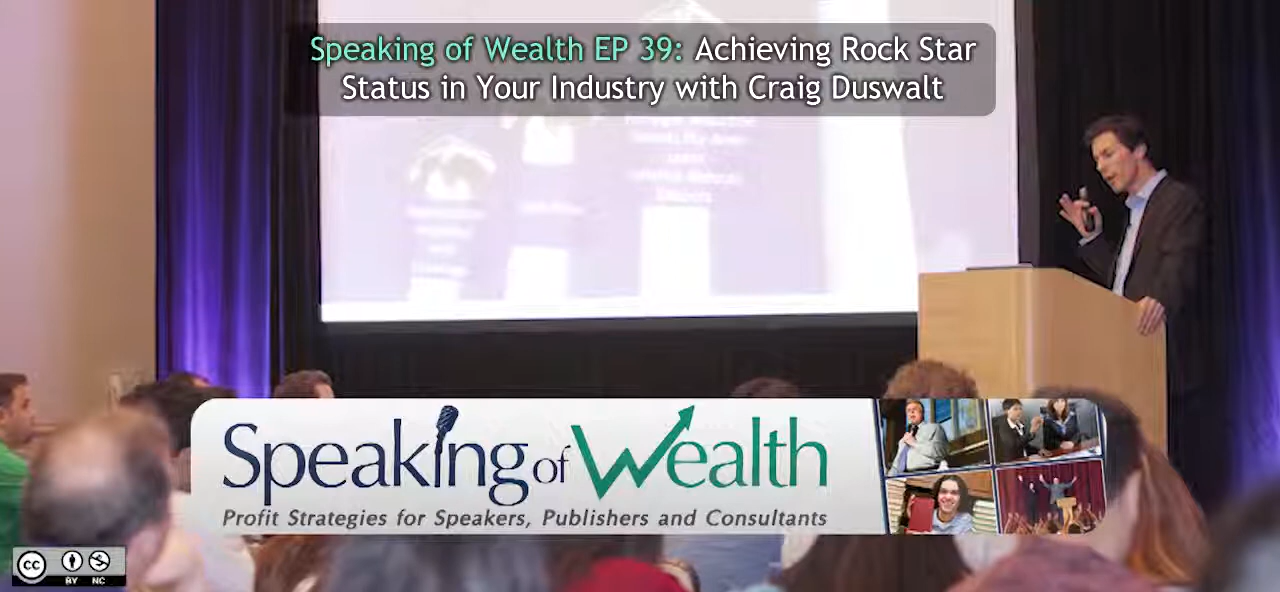 Speaking of Wealth EP 39: Achieving Rock Star
Status in Your Industry with Craig Duswalt
Speaking of Wealth
Profit Strategies for Speakers, Publishers and Consultants
cc
BY NC